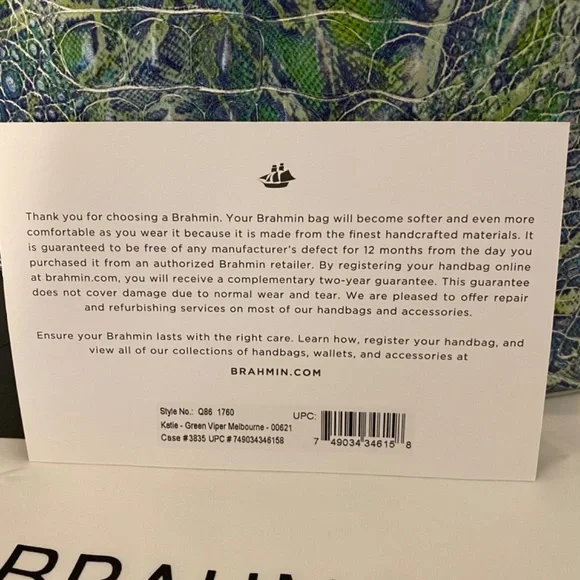 Thank you for choosing a Brahmin. Your Brahmin bag will become softer and even more
comfortable as you wear it because it is made from the finest handcrafted materials. It
is guaranteed to be free of any manufacturer's defect for 12 months from the day you
purchased it from an authorized Brahmin retailer. By registering your handbag online
at brahmin.com, you will receive a complementary two-year guarantee. This guarantee
does not cover damage due to normal wear and tear. We are pleased to offer repair
and refurbishing services on most of our handbags and accessories.
Ensure your Brahmin lasts with the right care. Learn how, register your handbag, and
view all of our collections of handbags, wallets, and accessories at
BRAHMIN.COM
Style No.: Q86 1760
Katie - Green Viper Melbourne - 00621
Case #3835 UPC #749034346158
UPC:
7 49034 34615 8
BRAHMIN